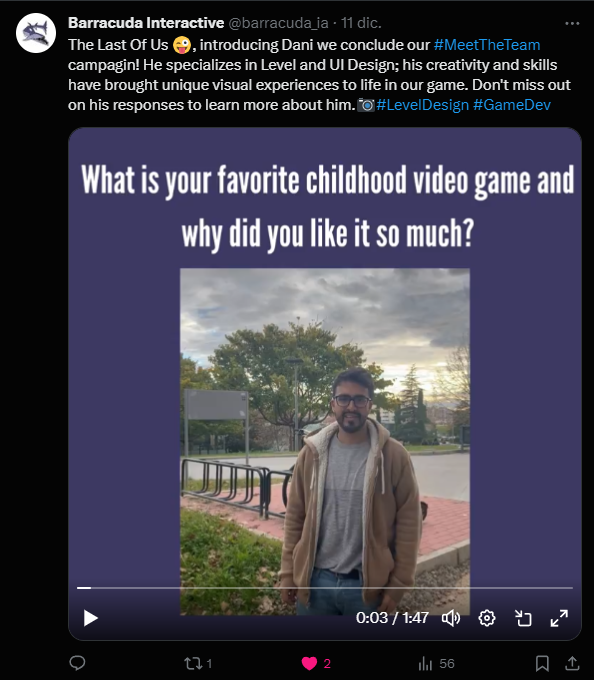 Barracuda Interactive @barracuda_ia · 11 dic.
The Last Of Us 😜, introducing Dani we conclude our #MeetTheTeam
campagin! He specializes in Level and UI Design; his creativity and skills
have brought unique visual experiences to life in our game. Don't miss out
on his responses to learn more about him.📷#LevelDesign #GameDev
What is your favorite childhood video game and
why did you like it so much?
0:03 / 1:47
1 2 56